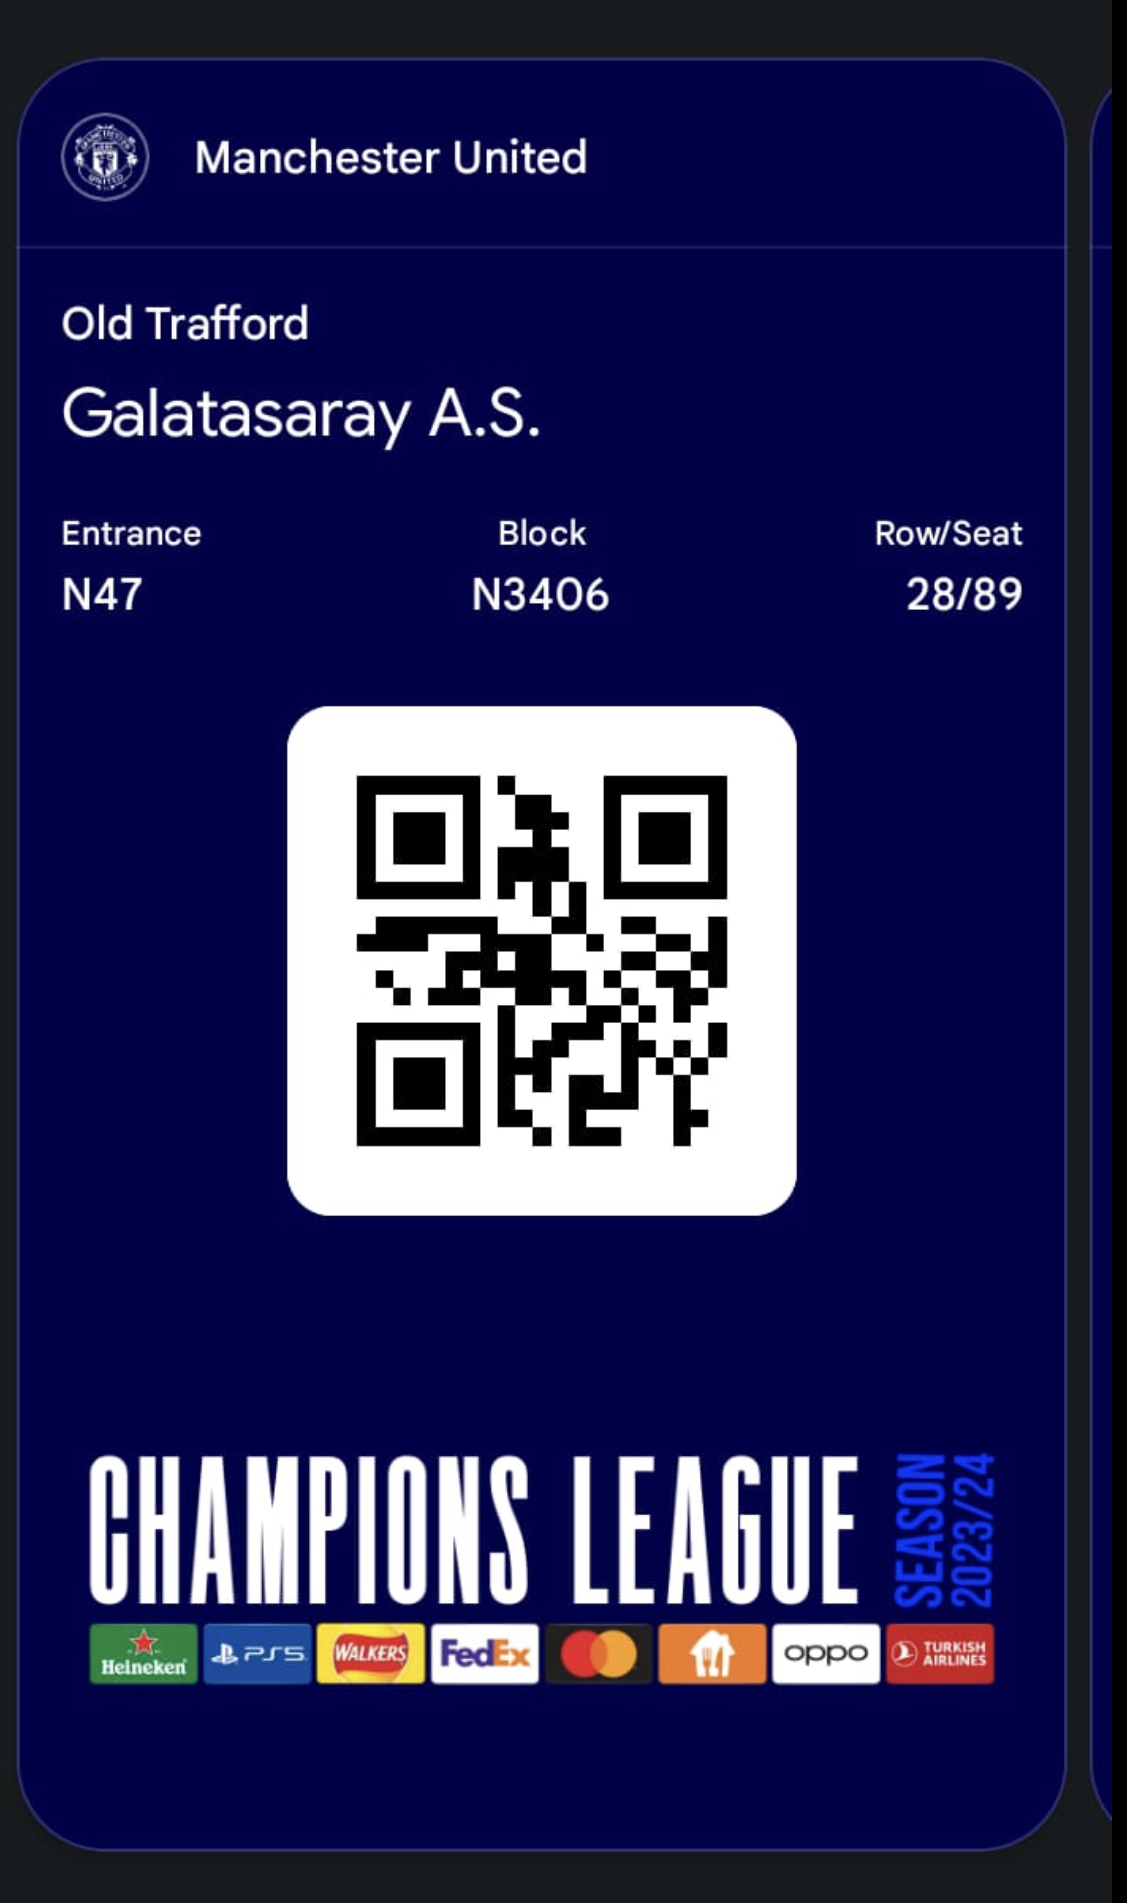 Manchester United
Old Trafford
Galatasaray A.S.
Entrance Block Row/Seat
N47 N3406 28/89
CHAMPIONS LEAGUE SEASON 2023/24
Heineken PS5 WALKERS FedEx oppo TURKISH AIRLINES